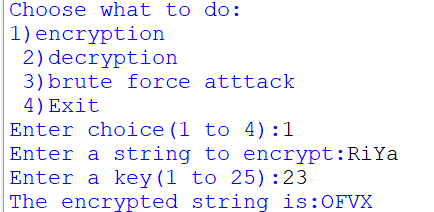 Choose what to do:
1)encryption
2)decryption
3)brute force atttack
4)Exit
Enter choice(1 to 4):1
Enter a string to encrypt:RiYa
Enter a key(1 to 25):23
The encrypted string is:OFVX